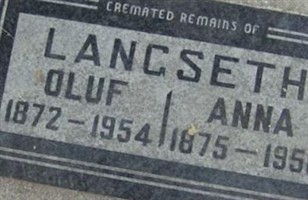 CREMATED REMAINS OF
LANGSETH
OLUF ANNA
1872-1954 1875-195